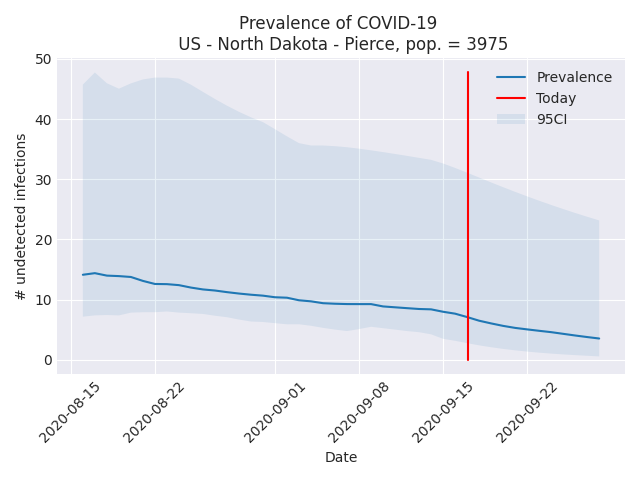 Prevalence of COVID-19
US - North Dakota - Pierce, pop. = 3975
50
40
30
20
10
0
# undetected infections
Prevalence
Today
95CI
2020-08-15
2020-08-22
2020-09-01
2020-09-08
2020-09-15
2020-09-22
Date